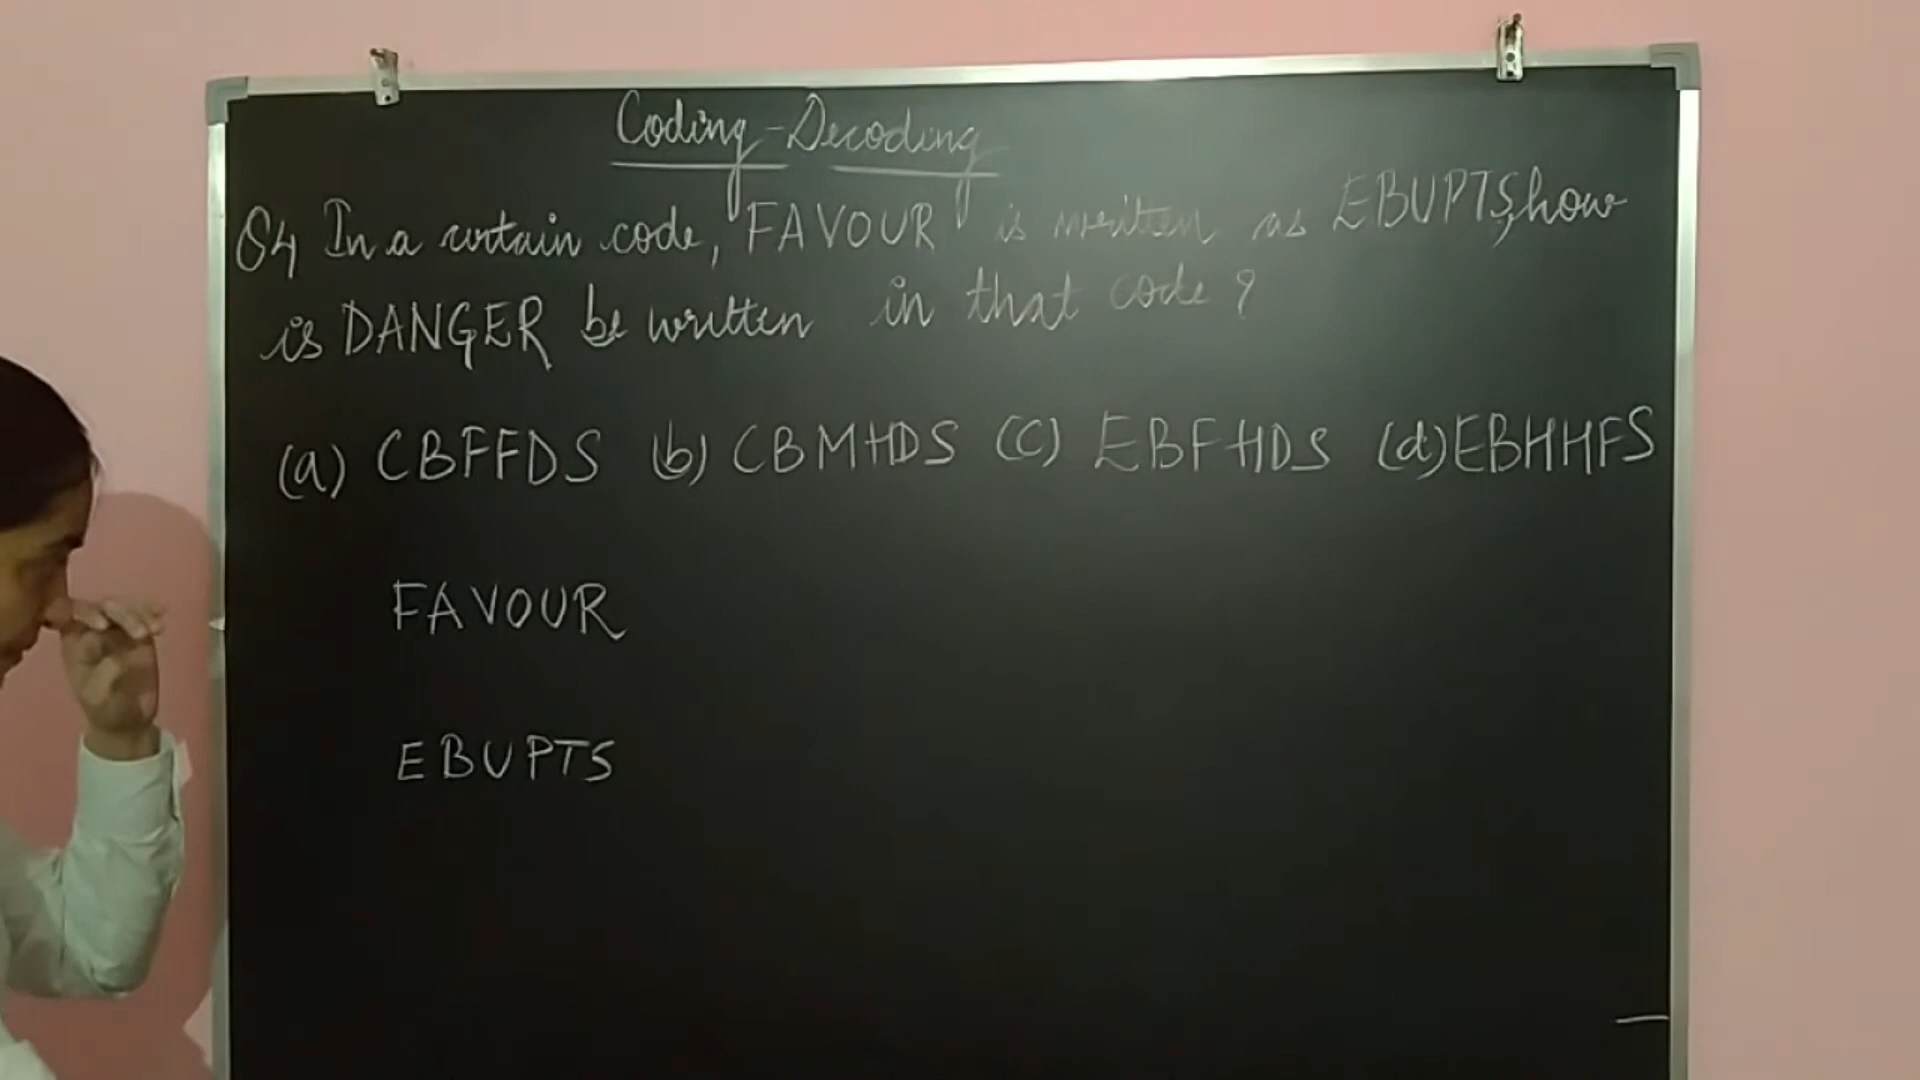 Coding-Decoding
Q4 In a certain code, FAVOUR is written as EBUPTS, how
is DANGER be written in that code ?
(a) CBFFDS (b) CBMHDS (C) EBFHDS (d) EBHHFS
FAVOUR
EBUPTS